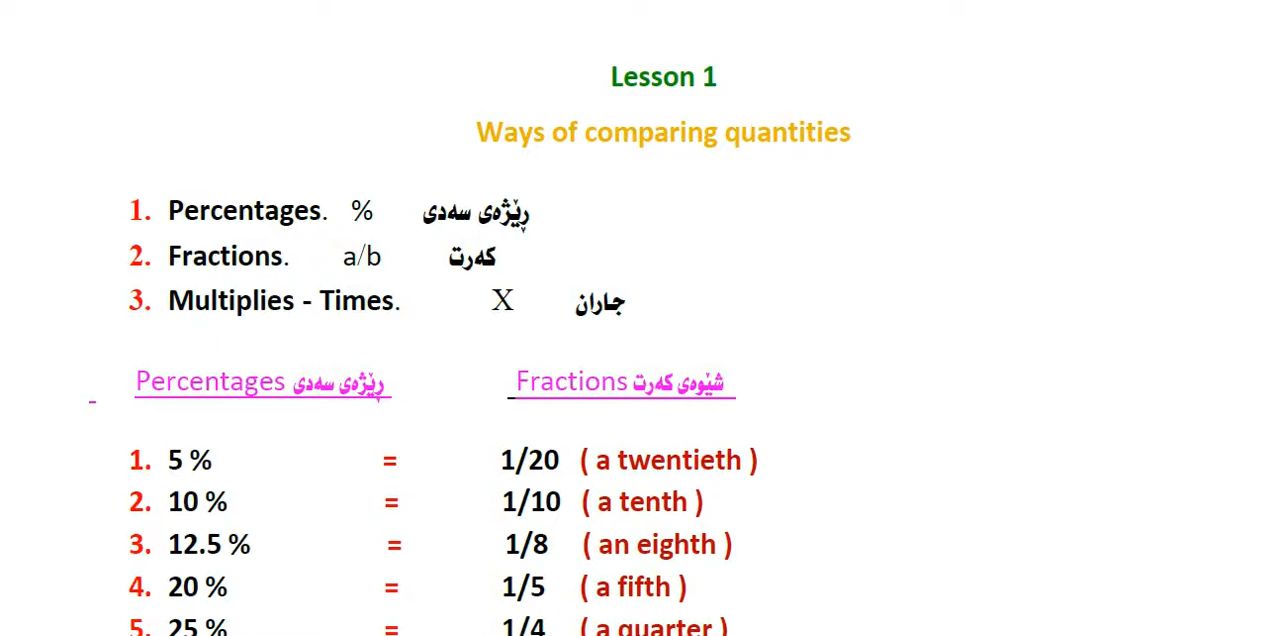 Lesson 1
Ways of comparing quantities
1. Percentages. % ڕێژەی سەدی
2. Fractions. a/b کەرت
3. Multiplies - Times. X جاران
Percentages ڕێژەی سەدی Fractions شێوەی کەرت
1. 5 % = 1/20 ( a twentieth )
2. 10 % = 1/10 ( a tenth )
3. 12.5 % = 1/8 ( an eighth )
4. 20 % = 1/5 ( a fifth )
5. 25 % = 1/4 ( a quarter )